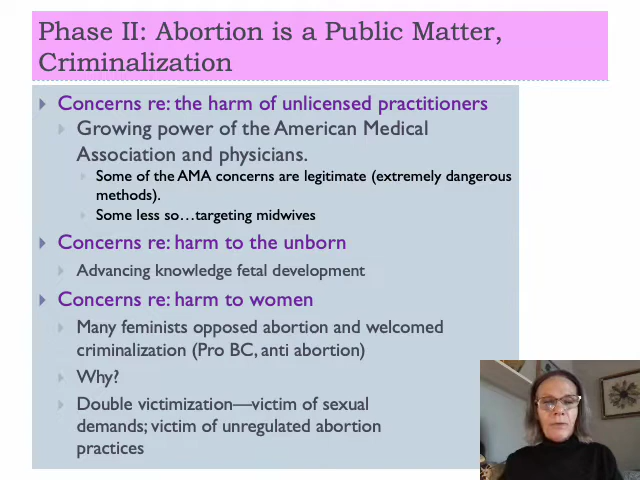 Phase II: Abortion is a Public Matter,
Criminalization
Concerns re: the harm of unlicensed practitioners
Growing power of the American Medical
Association and physicians.
Some of the AMA concerns are legitimate (extremely dangerous
methods).
Some less so…targeting midwives
Concerns re: harm to the unborn
Advancing knowledge fetal development
Concerns re: harm to women
Many feminists opposed abortion and welcomed
criminalization (Pro BC, anti abortion)
Why?
Double victimization—victim of sexual
demands; victim of unregulated abortion
practices